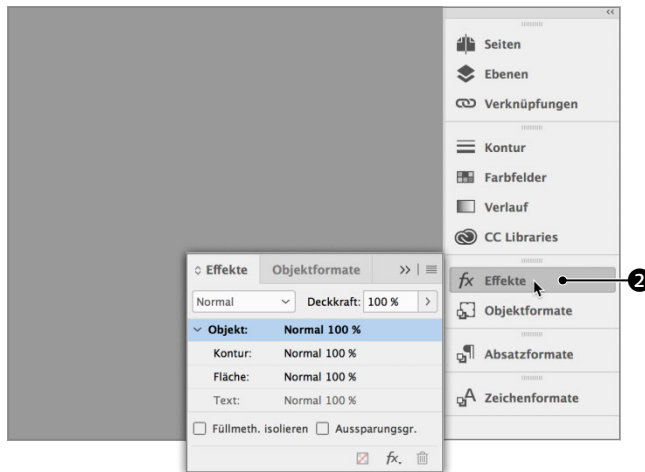 Seiten
Ebenen
Verknüpfungen
Kontur
Farbfelder
Verlauf
CC Libraries
fx Effekte
2
Objektformate
Absatzformate
Zeichenformate
Effekte Objektformate
Normal Deckkraft: 100 %
Objekt: Normal 100 %
Kontur: Normal 100 %
Fläche: Normal 100 %
Text: Normal 100 %
Füllmeth. isolieren Aussparungsgr.
fx.